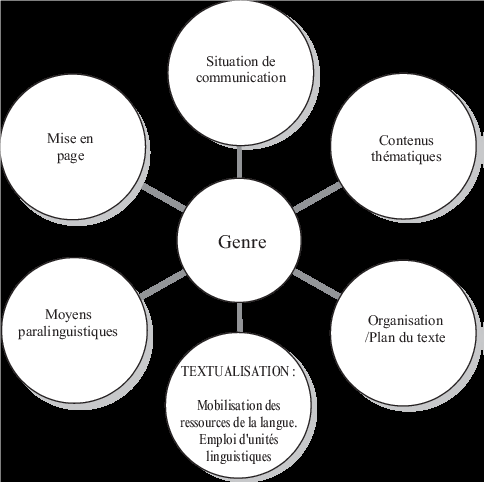 Situation de
communication
Mise en
page
Contenus
thématiques
Genre
Moyens
paralinguistiques
Organisation
/Plan du texte
TEXTUALISATION :
Mobilisation des
ressources de la langue.
Emploi d'unités
linguistiques